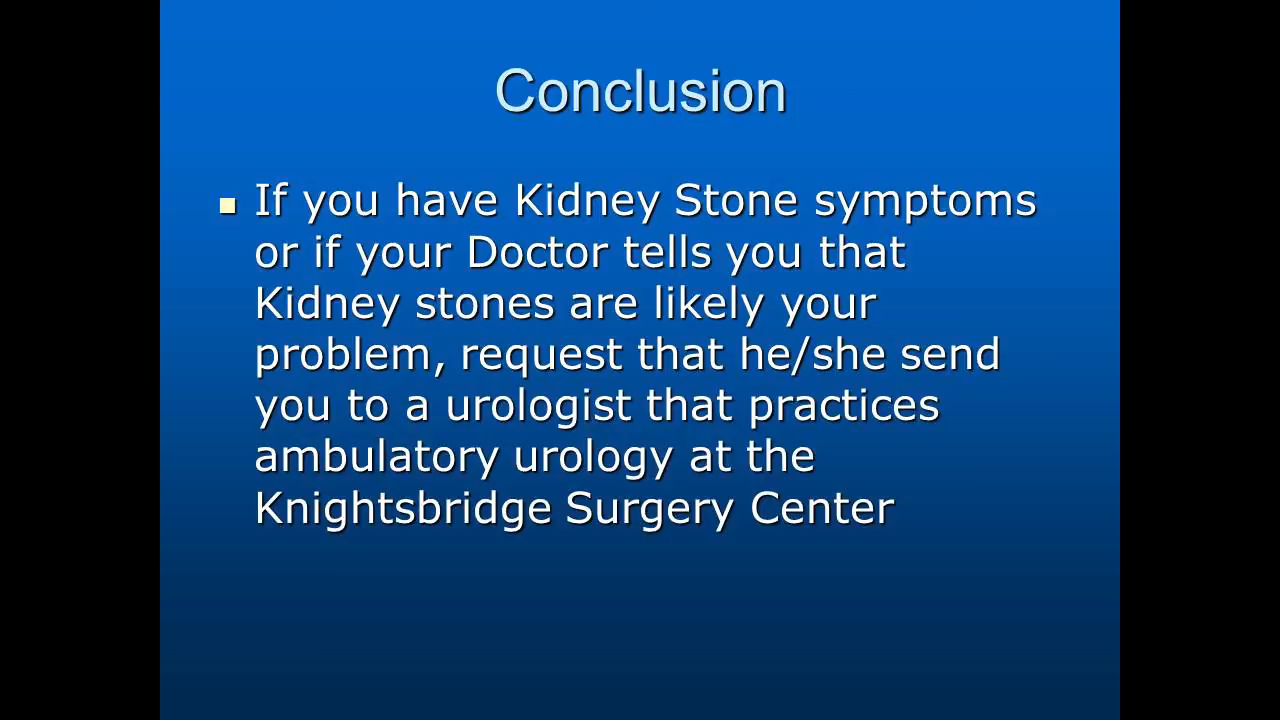 Conclusion
If you have Kidney Stone symptoms
or if your Doctor tells you that
Kidney stones are likely your
problem, request that he/she send
you to a urologist that practices
ambulatory urology at the
Knightsbridge Surgery Center